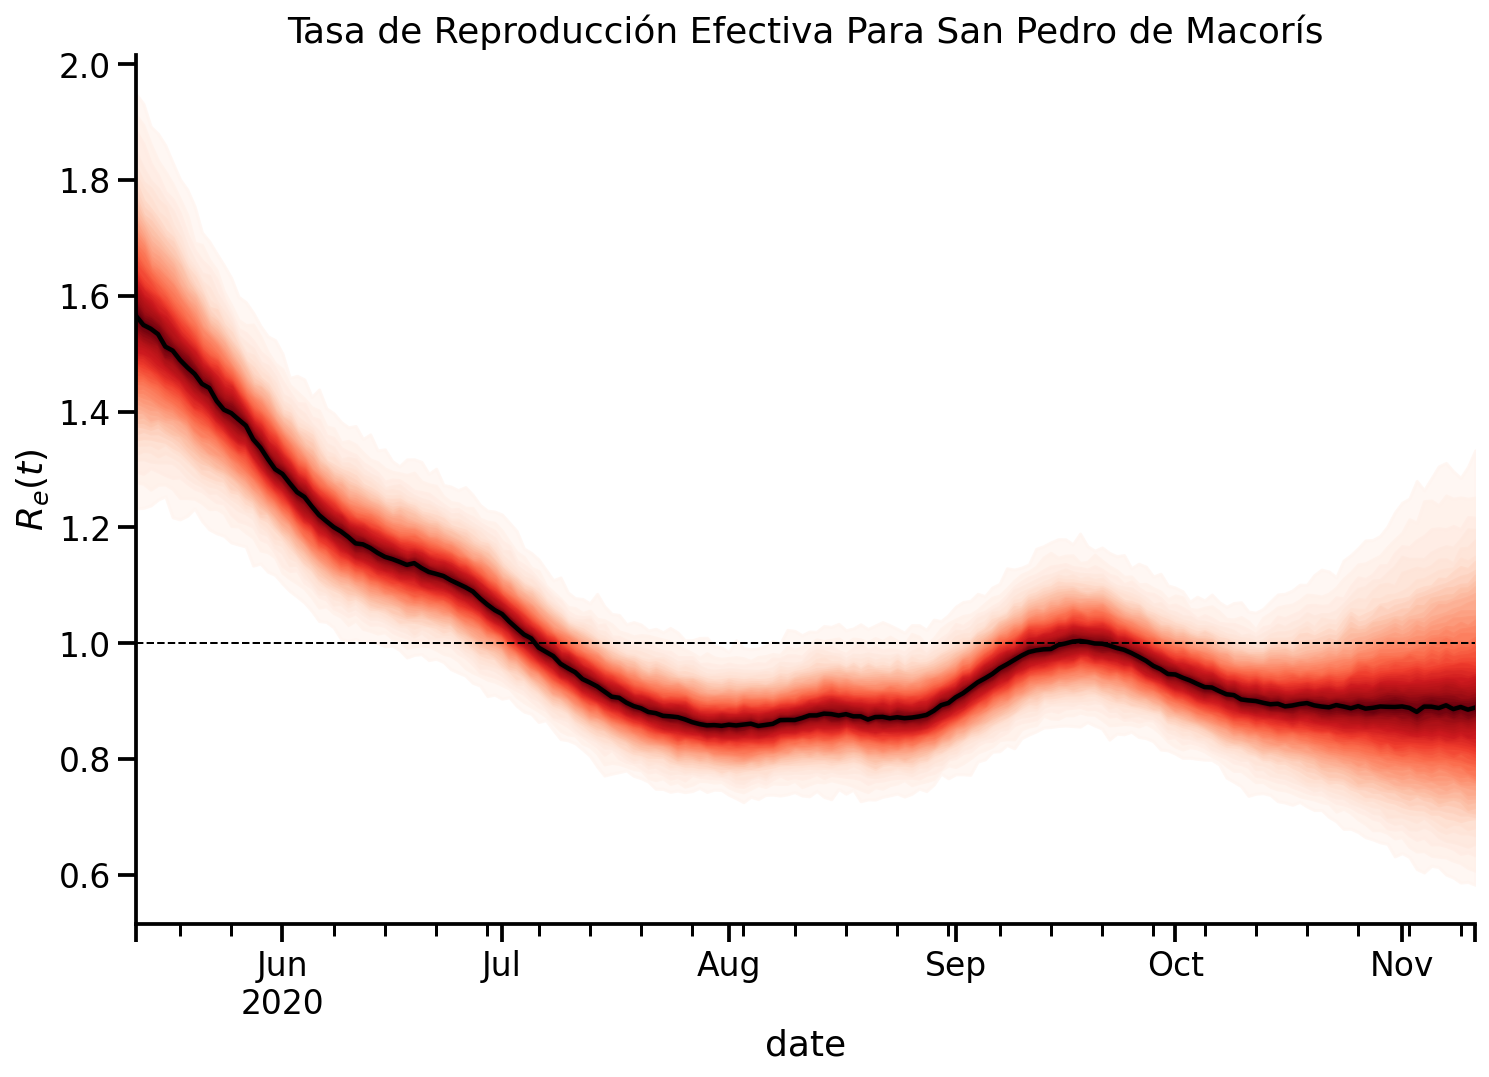 Tasa de Reproducción Efectiva Para San Pedro de Macorís
2.0
1.8
1.6
1.4
1.2
1.0
0.8
0.6
Re(t)
Jun Jul Aug Sep Oct Nov
2020
date